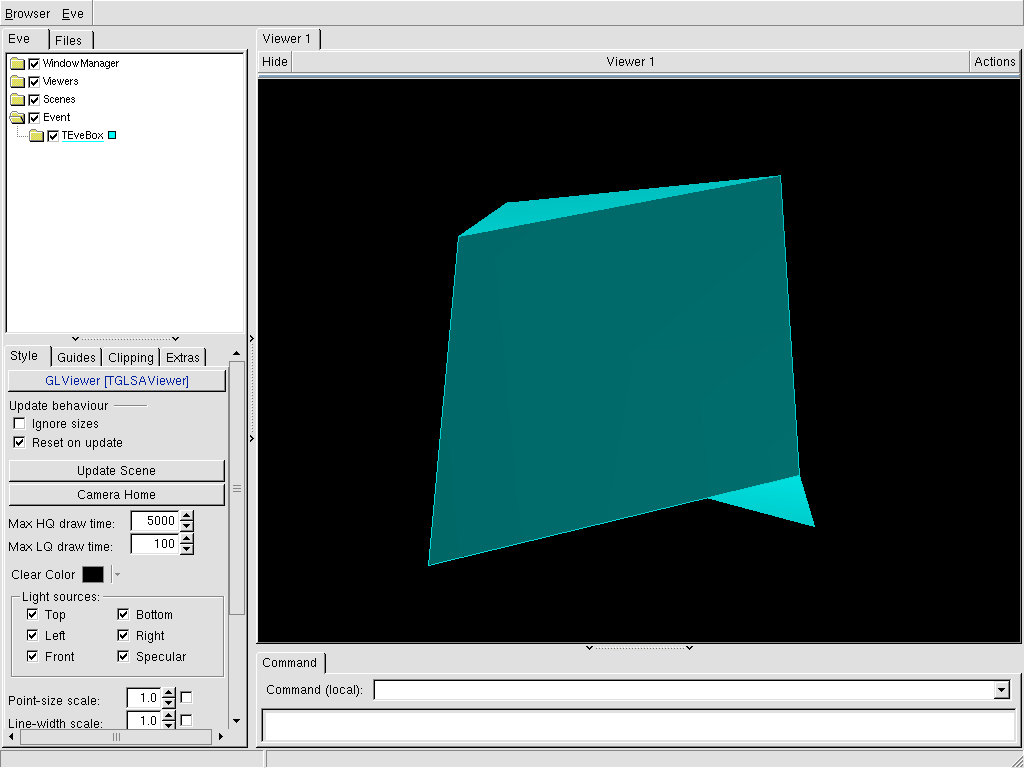 Browser Eve
Eve Files
WindowManager
Viewers
Scenes
Event
TEveBox
Style Guides Clipping Extras
GLViewer [TGLSAViewer]
Update behaviour
Ignore sizes
Reset on update
Update Scene
Camera Home
Max HQ draw time: 5000
Max LQ draw time: 100
Clear Color
Light sources:
Top Bottom
Left Right
Front Specular
Point-size scale: 1.0
Line-width scale: 1.0
Viewer 1
Hide Viewer 1 Actions
Command
Command (local):